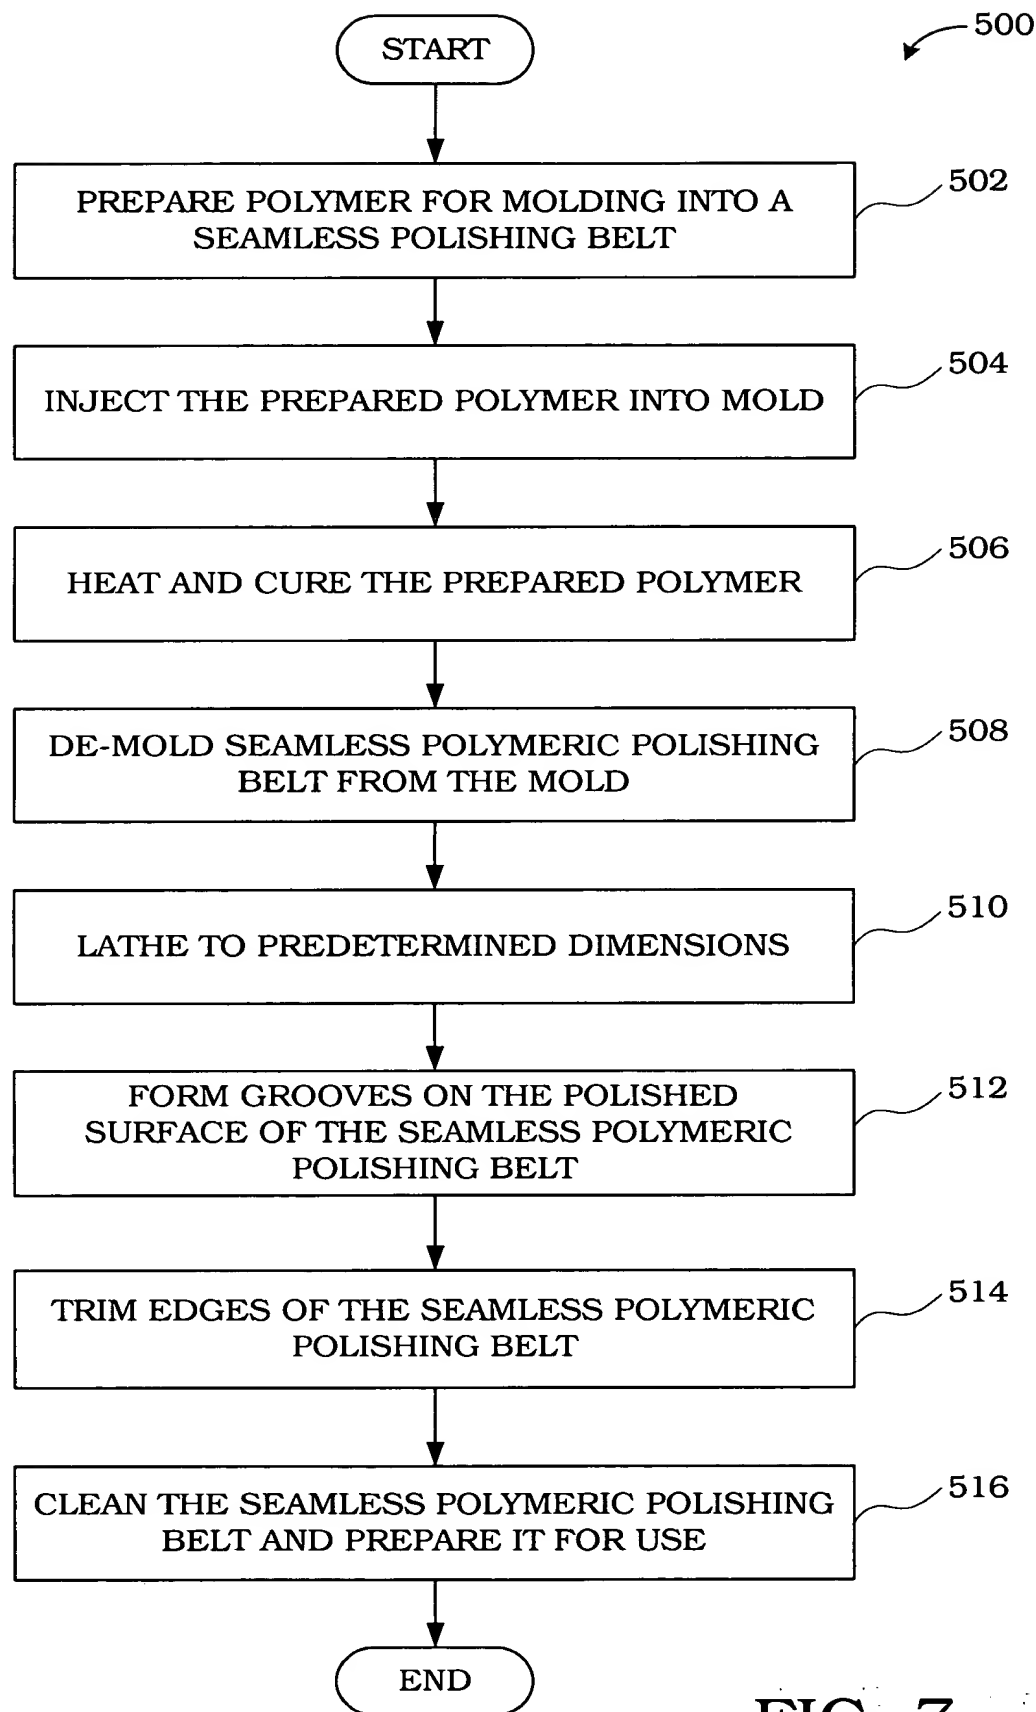 START
500
PREPARE POLYMER FOR MOLDING INTO A
SEAMLESS POLISHING BELT
502
INJECT THE PREPARED POLYMER INTO MOLD
504
HEAT AND CURE THE PREPARED POLYMER
506
DE-MOLD SEAMLESS POLYMERIC POLISHING
BELT FROM THE MOLD
508
LATHE TO PREDETERMINED DIMENSIONS
510
FORM GROOVES ON THE POLISHED
SURFACE OF THE SEAMLESS POLYMERIC
POLISHING BELT
512
TRIM EDGES OF THE SEAMLESS POLYMERIC
POLISHING BELT
514
CLEAN THE SEAMLESS POLYMERIC POLISHING
BELT AND PREPARE IT FOR USE
516
END
FIG.